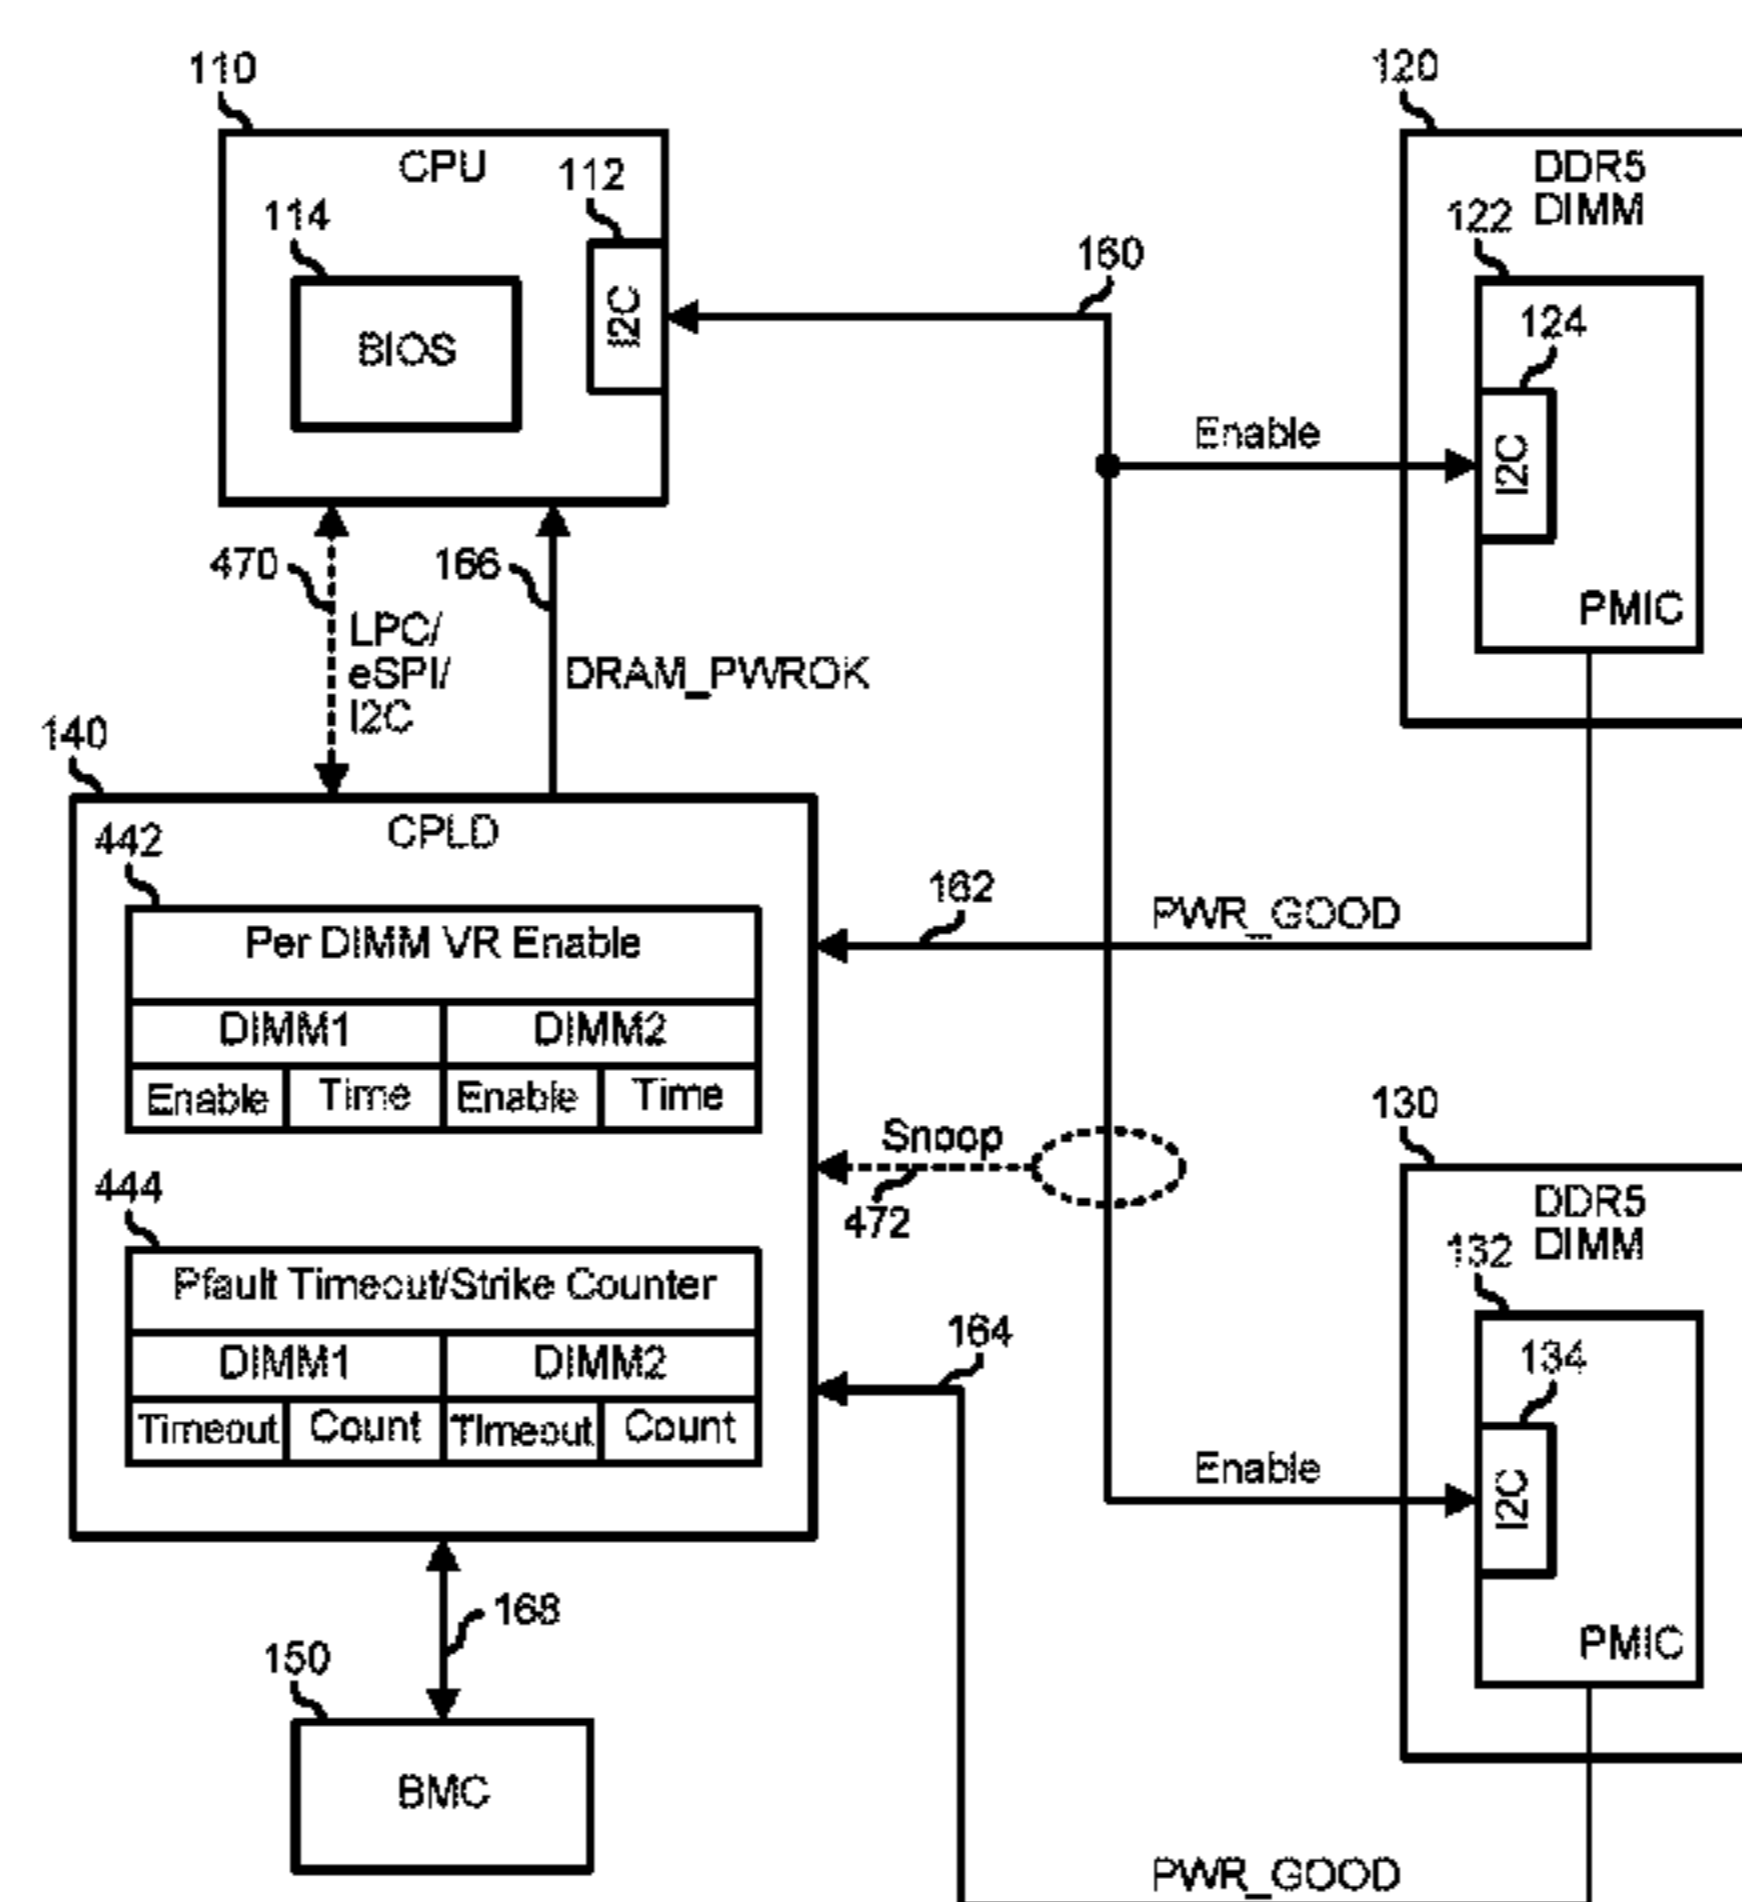 110
CPU
112
114
I2C
BIOS
120
DDR5
DIMM
122
124
I2C
PMIC
160
Enable
470
166
LPC/
eSPI/
I2C
DRAM_PWROK
140
CPLD
442
Per DIMM VR Enable
DIMM1 DIMM2
Enable Time Enable Time
162
PWR_GOOD
Snoop
472
444
Pfault Timeout/Strike Counter
DIMM1 DIMM2
Timeout Count TImeout Count
164
130
DDR5
DIMM
132
134
I2C
PMIC
Enable
168
150
BMC
PWR_GOOD